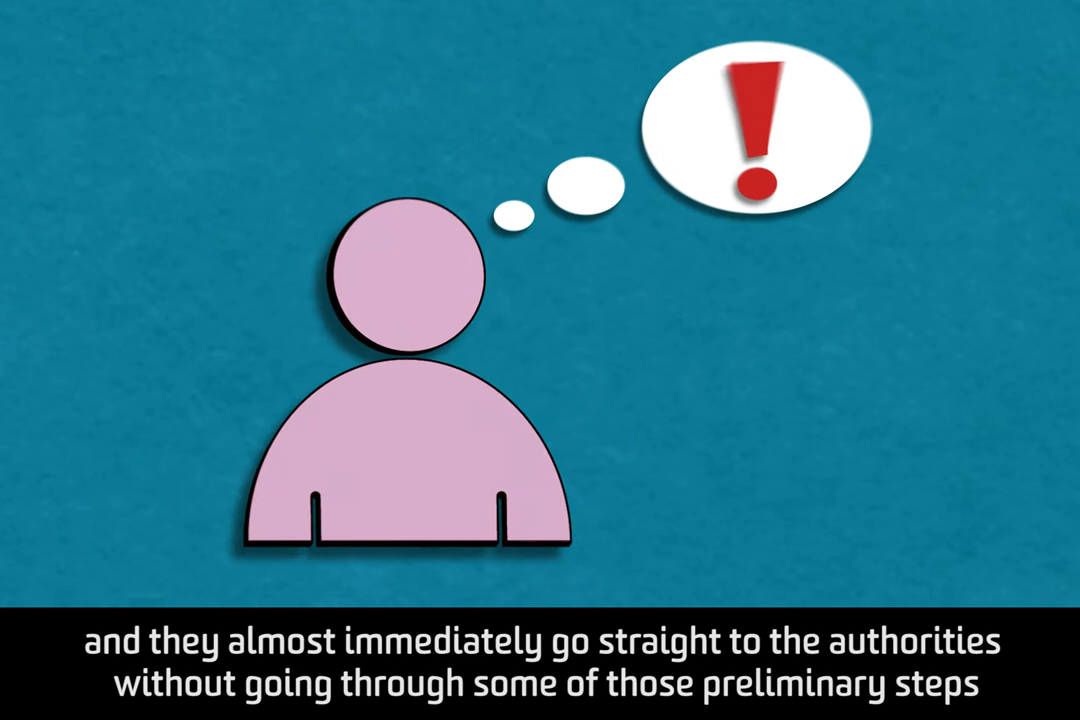 !
and they almost immediately go straight to the authorities
without going through some of those preliminary steps